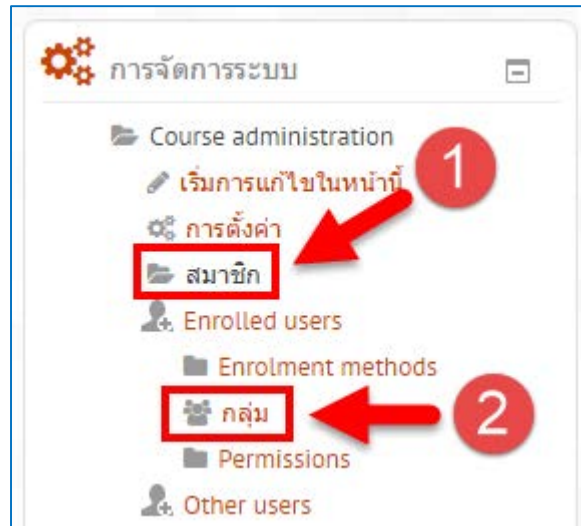 การจัดการระบบ
Course administration
เริ่มการแก้ไขในหน้านี้
1
การตั้งค่า
สมาชิก
Enrolled users
Enrolment methods
กลุ่ม
2
Permissions
Other users